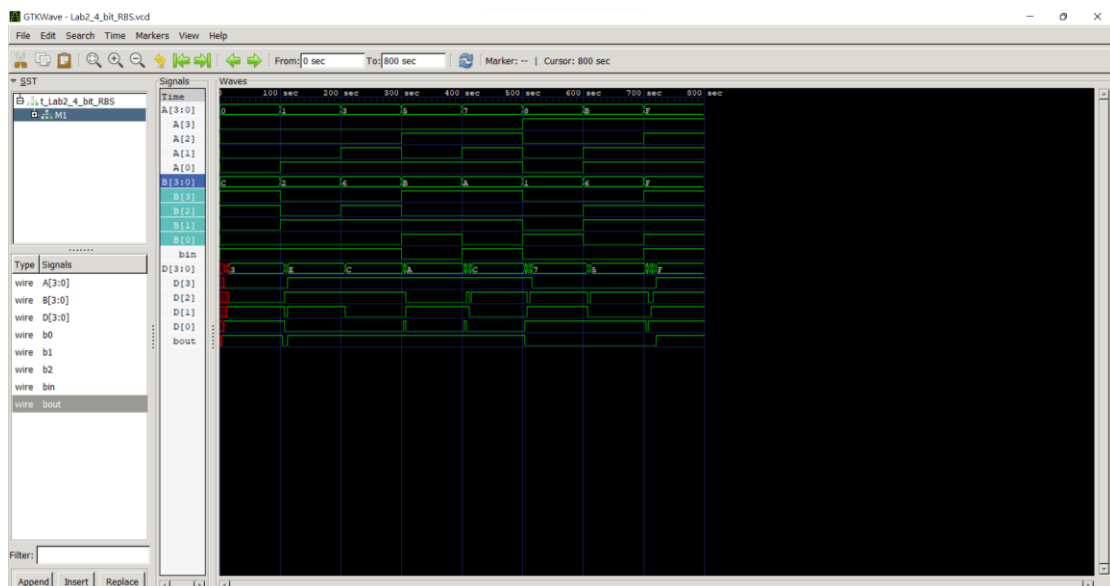 GTKWave - Lab2_4_bit_RBS.vcd
File Edit Search Time Markers View Help
From: 0 sec To: 800 sec Marker: -- | Cursor: 800 sec
SST
t_Lab2_4_bit_RBS
M1
Type Signals
wire A[3:0]
wire B[3:0]
wire D[3:0]
wire b0
wire b1
wire b2
wire bin
wire bout
Filter:
Append Insert Replace
Signals
Time
A[3:0]
A[3]
A[2]
A[1]
A[0]
B[3:0]
B[3]
B[2]
B[1]
B[0]
bin
D[3:0]
D[3]
D[2]
D[1]
D[0]
bout
Waves
100 sec 200 sec 300 sec 400 sec 500 sec 600 sec 700 sec 800 sec
0 1 3 5 7 8 B F
C 2 6 B A 1 6 F
3 E C A C 7 5 F